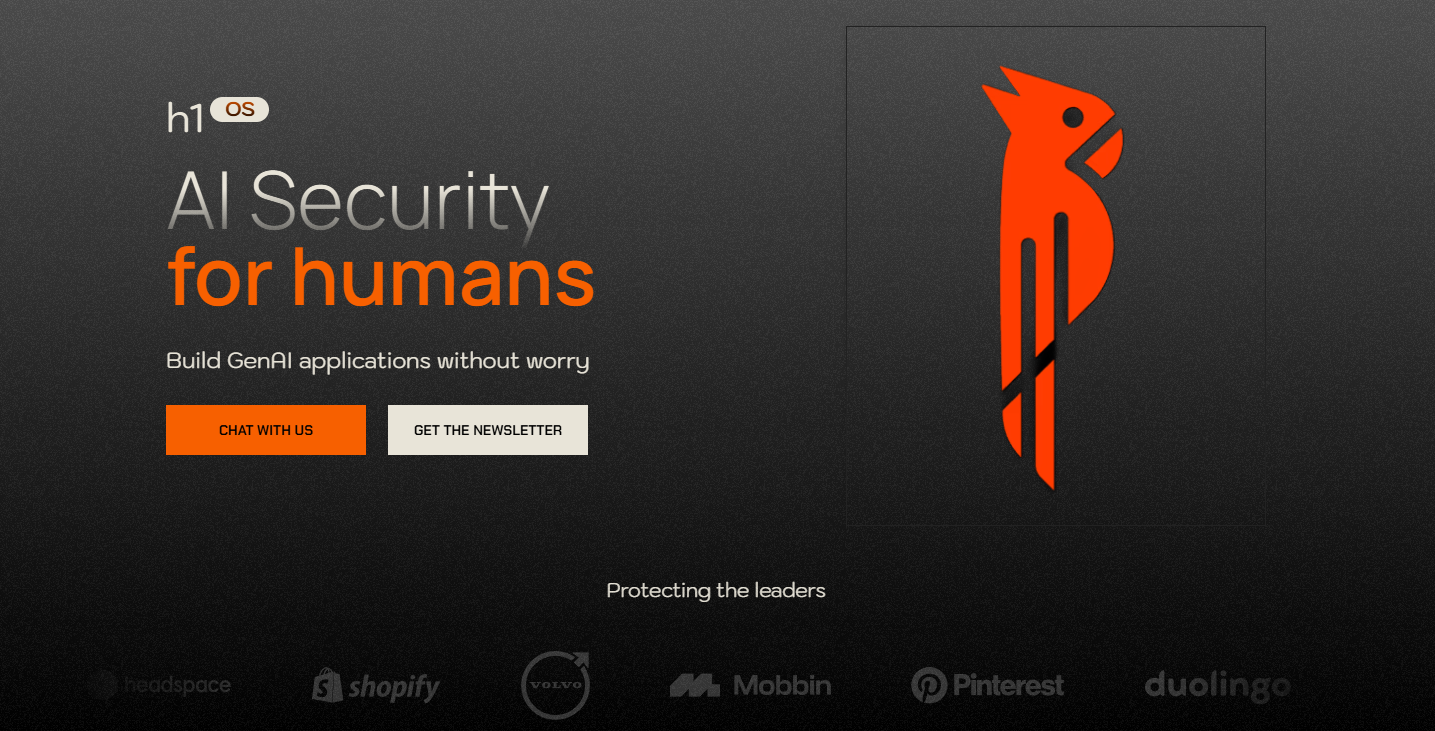 h1 OS
AI Security
for humans
Build GenAI applications without worry
CHAT WITH US
GET THE NEWSLETTER
Protecting the leaders
headspace
shopify
VOLVO
Mobbin
Pinterest
duolingo